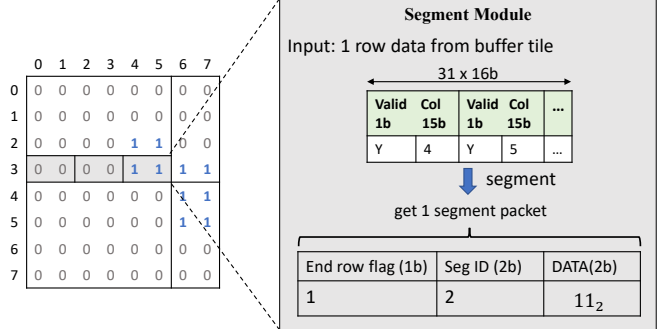 Segment Module
Input: 1 row data from buffer tile
31 x 16b
Valid 1b Col 15b Valid 1b Col 15b ...
Y 4 Y 5 ...
segment
get 1 segment packet
End row flag (1b) Seg ID (2b) DATA(2b)
1 2 11₂
0 1 2 3 4 5 6 7
0 0 0 0 0 0 0 0 0
1 0 0 0 0 0 0 0 0
2 0 0 0 0 1 1 0 0
3 0 0 0 0 1 1 1 1
4 0 0 0 0 0 0 1 1
5 0 0 0 0 0 0 1 1
6 0 0 0 0 0 0 0 0
7 0 0 0 0 0 0 0 0